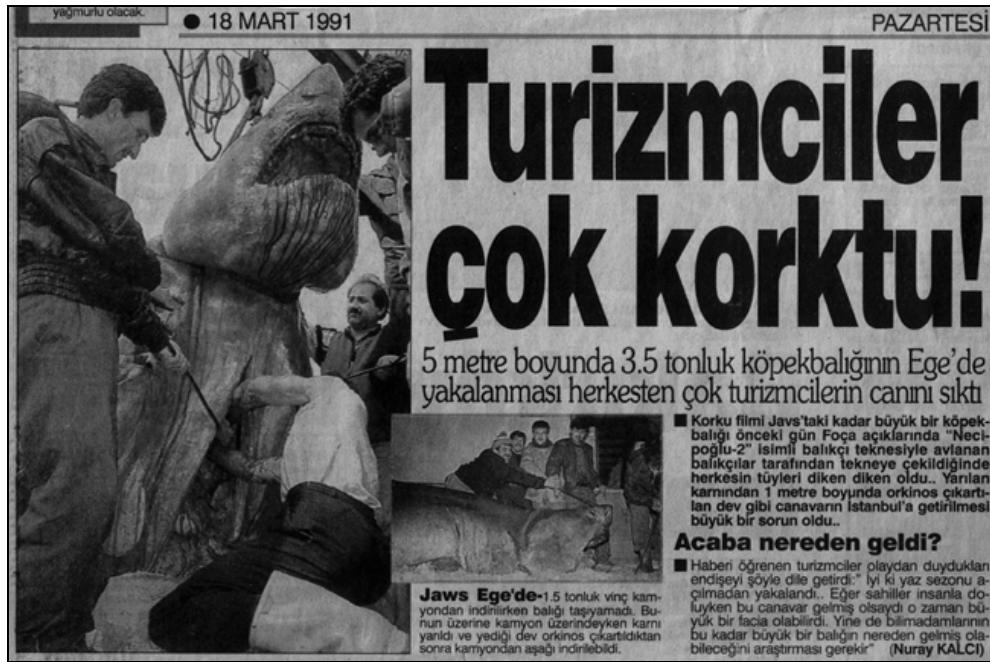 yağmurlu olacak.
● 18 MART 1991
PAZARTESİ
Turizmciler
çok korktu!
5 metre boyunda 3.5 tonluk köpekbalığının Ege'de
yakalanması herkesten çok turizmcilerin canını sıktı
■ Korku filmi Javs'taki kadar büyük bir köpek-
balığı önceki gün Foça açıklarında "Neci-
poğlu-2" isimli balıkçı teknesiyle avlanan
balıkçılar tarafından tekneye çekildiğinde
herkesin tüyleri diken diken oldu.. Yarılan
karnından 1 metre boyunda orkinos çıkartı-
lan dev gibi canavarın İstanbul'a getirilmesi
büyük bir sorun oldu..
Acaba nereden geldi?
■ Haberi öğrenen turizmciler olaydan duydukları
endişeyi şöyle dile getirdi:" İyi ki yaz sezonu a-
çılmadan yakalandı.. Eğer sahiller insanla do-
luyken bu canavar gelmiş olsaydı o zaman bü-
yük bir facia olabilirdi. Yine de bilimadamlarının
bu kadar büyük bir balığın nereden gelmiş ola-
bileceğini araştırması gerekir" (Nuray KALCI)
Jaws Ege'de-1.5 tonluk vinç kam-
yondan indirilirken balığı taşıyamadı. Bu-
nun üzerine kamyon üzerindeyken karnı
yarıldı ve yediği dev orkinos çıkartıldıktan
sonra kamyondan aşağı indirilebildi.